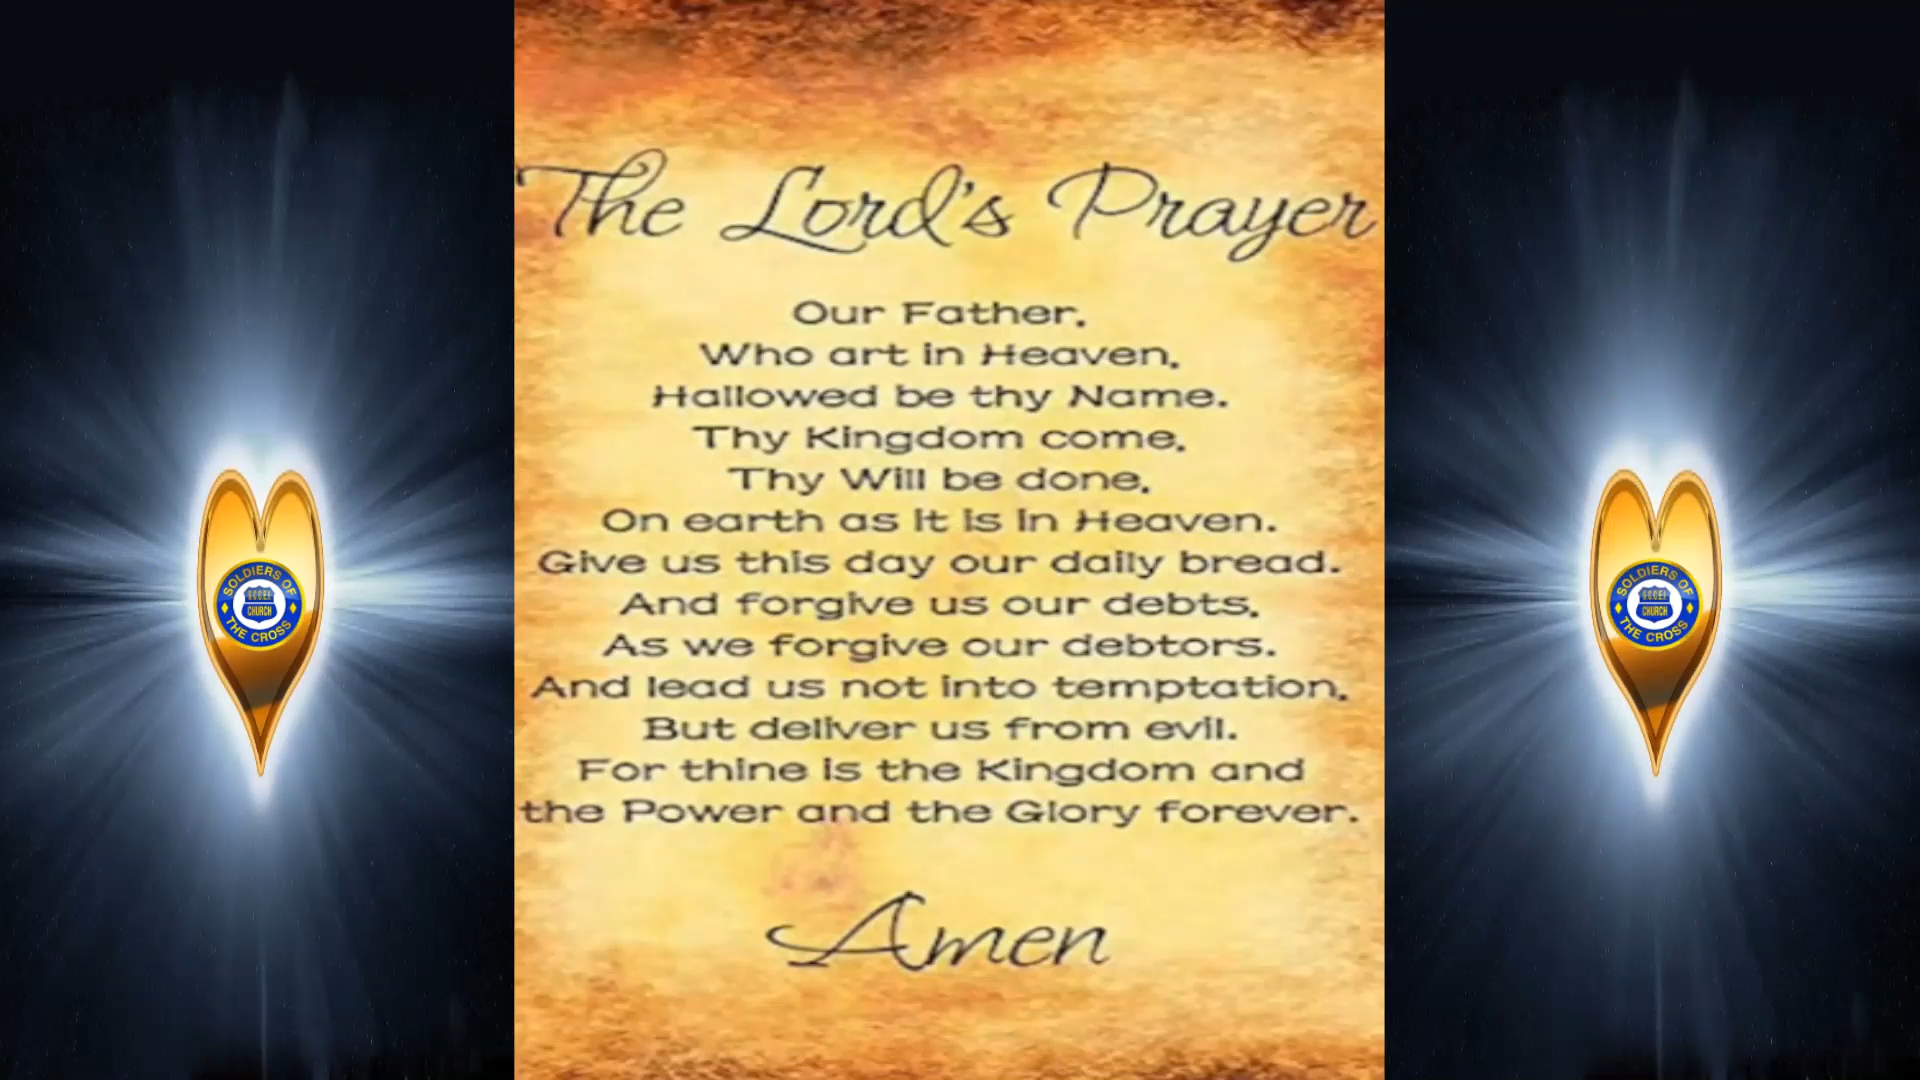 The Lord's Prayer
Our Father,
Who art in Heaven,
Hallowed be thy Name.
Thy Kingdom come,
Thy Will be done,
On earth as it is in Heaven.
Give us this day our daily bread.
And forgive us our debts,
As we forgive our debtors.
And lead us not into temptation,
But deliver us from evil.
For thine is the Kingdom and
the Power and the Glory forever.
Amen
SOLDIERS OF
CHURCH
THE CROSS
SOLDIERS OF
CHURCH
THE CROSS